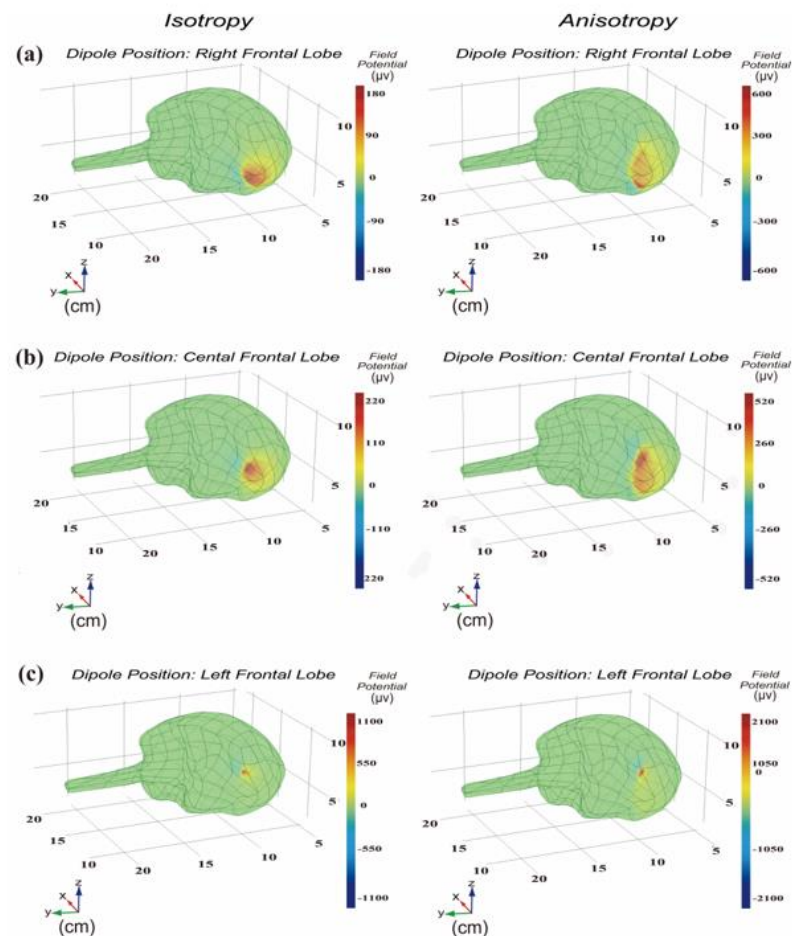 Isotropy
Anisotropy
(a)
Dipole Position: Right Frontal Lobe
Field
Potential
(µv)
180
90
0
-90
-180
10
5
5
10
15
20
20
15
10
z
x
y
(cm)
Dipole Position: Right Frontal Lobe
Field
Potential
(µv)
600
300
0
-300
-600
10
5
5
10
15
20
20
15
10
z
x
y
(cm)
(b)
Dipole Position: Cental Frontal Lobe
Field
Potential
(µv)
220
110
0
-110
220
10
5
5
10
15
20
20
15
10
z
x
y
(cm)
Dipole Position: Cental Frontal Lobe
Field
Potential
(µv)
520
260
0
-260
-520
10
5
5
10
15
20
20
15
10
z
x
y
(cm)
(c)
Dipole Position: Left Frontal Lobe
Field
Potential
(µv)
1100
550
0
-550
-1100
10
5
5
10
15
20
20
15
10
z
x
y
(cm)
Dipole Position: Left Frontal Lobe
Field
Potential
(µv)
2100
1050
0
-1050
-2100
10
5
5
10
15
20
20
15
10
z
x
y
(cm)